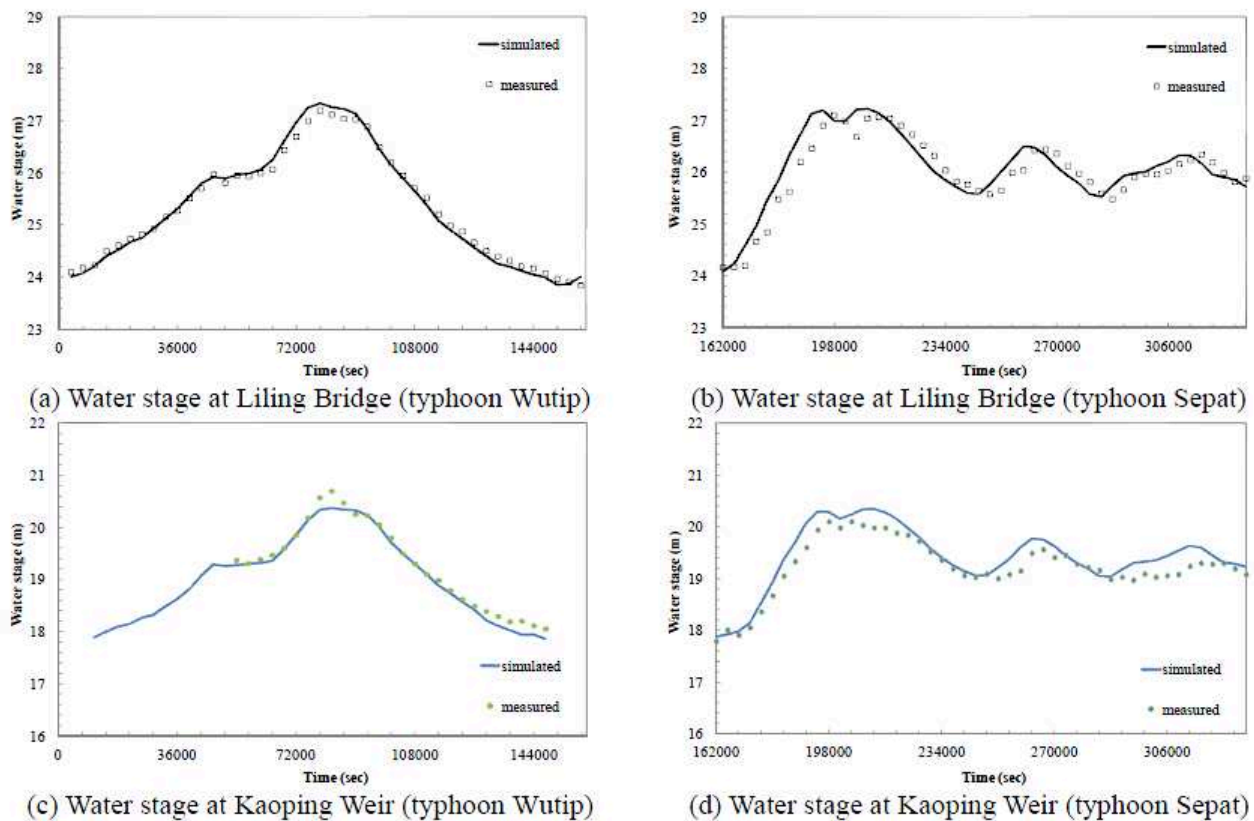 29
28
27
26
25
24
23
Water stage (m)
simulated
measured
0 36000 72000 108000 144000
Time (sec)
(a) Water stage at Liling Bridge (typhoon Wutip)
29
28
27
26
25
24
23
Water stage (m)
simulated
measured
162000 198000 234000 270000 306000
Time (sec)
(b) Water stage at Liling Bridge (typhoon Sepat)
22
21
20
19
18
17
16
Water stage (m)
simulated
measured
0 36000 72000 108000 144000
Time (sec)
(c) Water stage at Kaoping Weir (typhoon Wutip)
22
21
20
19
18
17
16
Water stage (m)
simulated
measured
162000 198000 234000 270000 306000
Time (sec)
(d) Water stage at Kaoping Weir (typhoon Sepat)